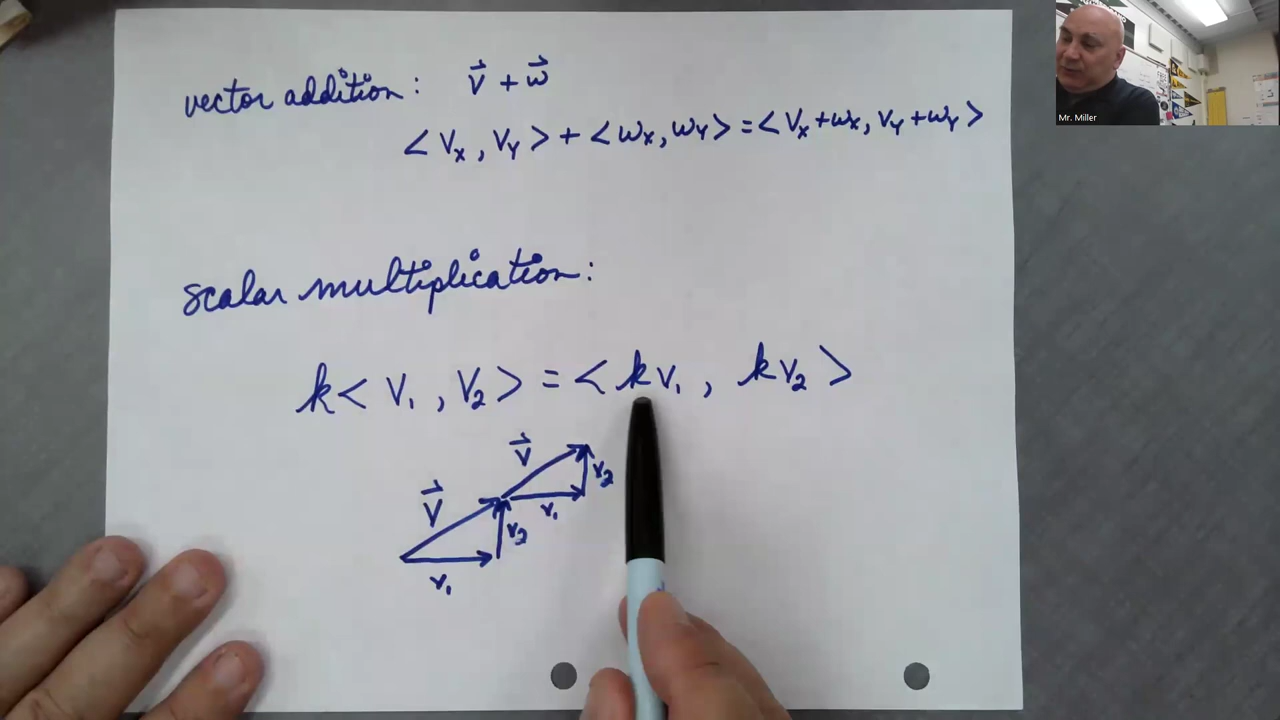 vector addition: v⃗ + w⃗
< Vx , Vy > + < wx, wy > = < Vx + wx, Vy + wy >
Mr. Miller
scalar multiplication:
k < V₁ , V₂ > = < kv₁ , kv₂ >
v⃗
v₂
v⃗
v₁
v₂
v₁